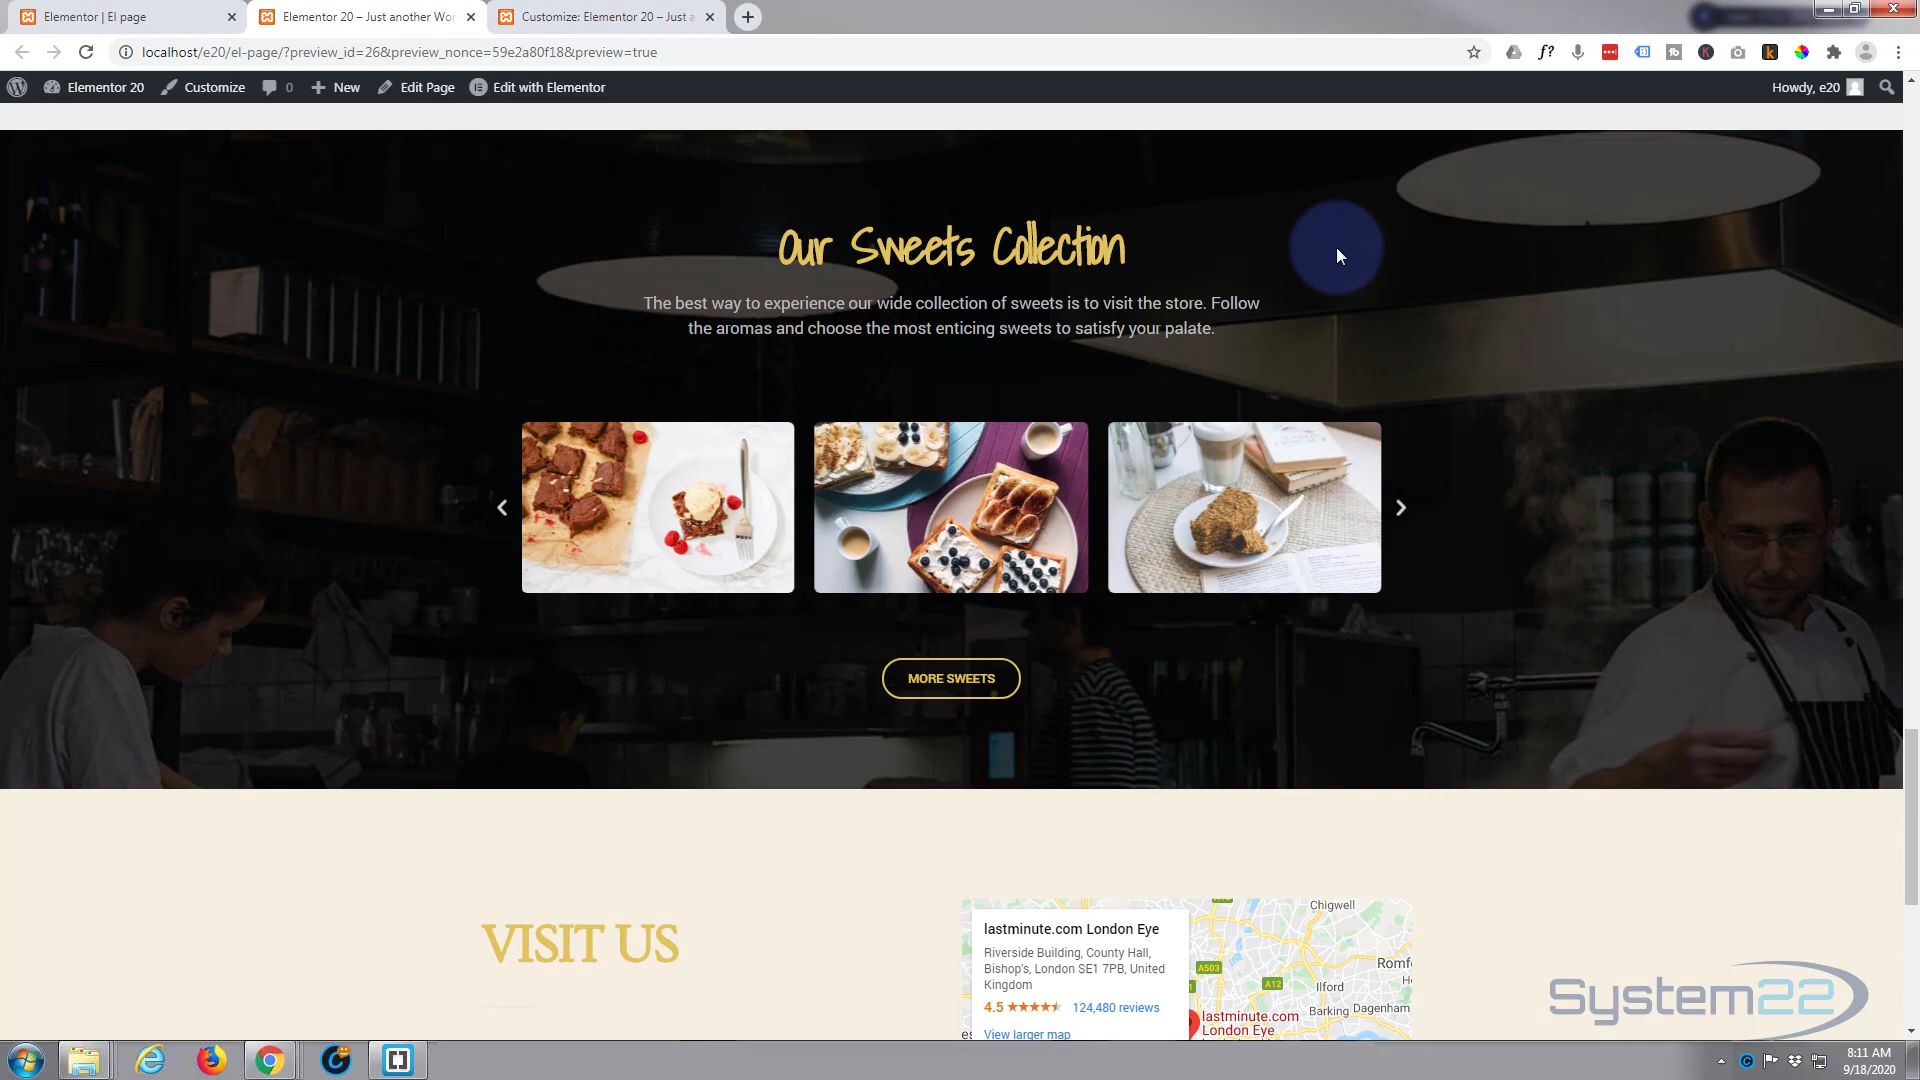 Elementor | El page
Elementor 20 – Just another Wor
Customize: Elementor 20 – Just a
localhost/e20/el-page/?preview_id=26&preview_nonce=59e2a80f18&preview=true
Elementor 20
Customize
0
New
Edit Page
Edit with Elementor
Howdy, e20
Our Sweets Collection
The best way to experience our wide collection of sweets is to visit the store. Follow
the aromas and choose the most enticing sweets to satisfy your palate.
MORE SWEETS
VISIT US
lastminute.com London Eye
Riverside Building, County Hall,
Bishop's, London SE1 7PB, United
Kingdom
4.5
124,480 reviews
View larger map
Chigwell
A503
A12
Romf
Ilford
Barking
Dagenham
lastminute.com
London Eye
System22
8:11 AM
9/18/2020